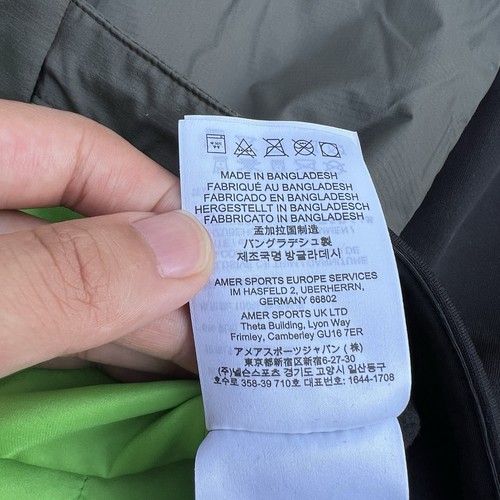 MADE IN BANGLADESH
FABRIQUÉ AU BANGLADESH
FABRICADO EN BANGLADESH
HERGESTELLT IN BANGLADESCH
FABBRICATO IN BANGLADESH
孟加拉国制造
バングラデシュ製
제조국명 방글라데시
AMER SPORTS EUROPE SERVICES
IM HASFELD 2, UBERHERRN,
GERMANY 66802
AMER SPORTS UK LTD
Theta Building, Lyon Way
Frimley, Camberley GU16 7ER
アメアスポーツジャパン(株)
東京都新宿区新宿6-27-30
(주)넬슨스포츠 경기도 고양시 일산동구
호수로 358-39 710호 대표번호: 1644-1708